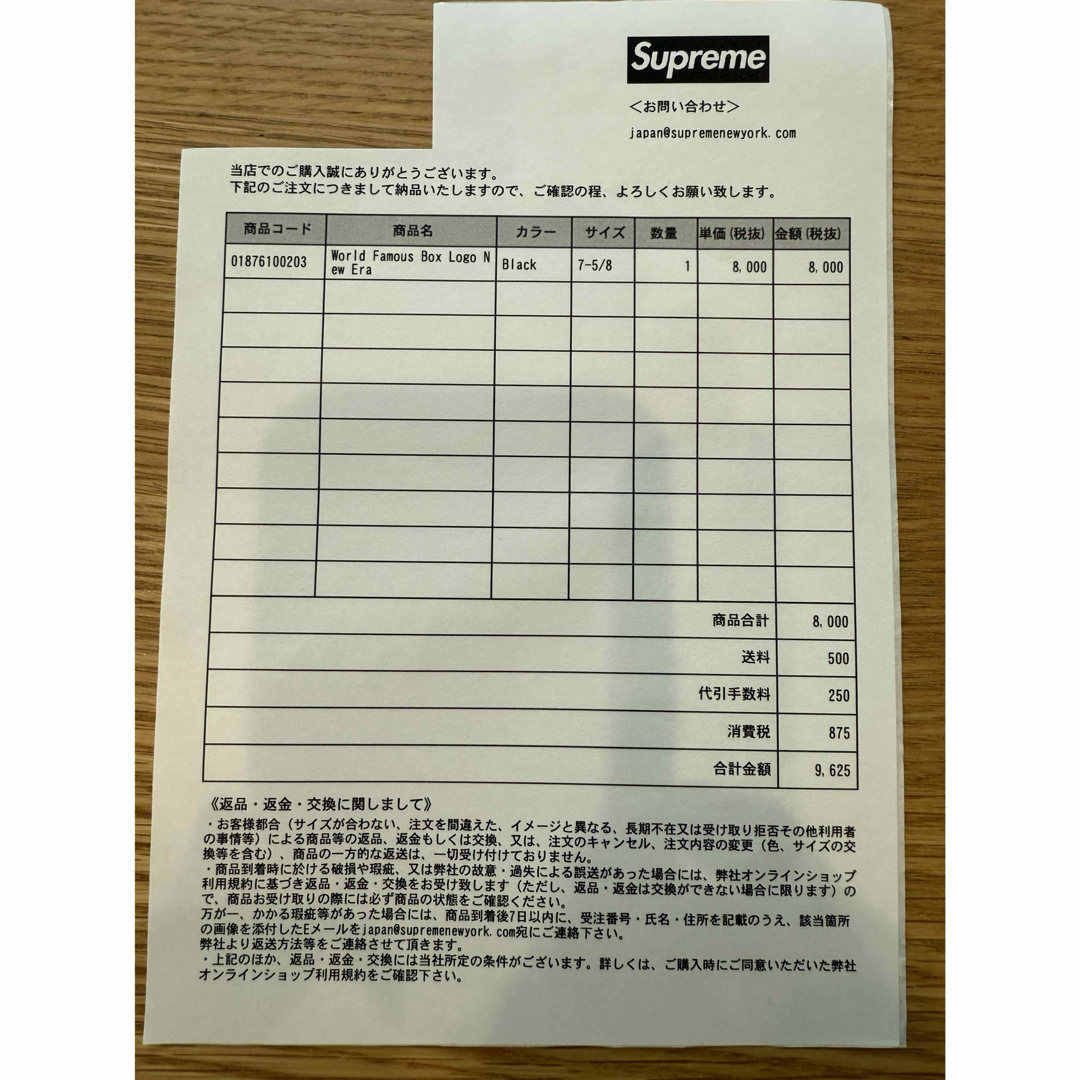 Supreme
＜お問い合わせ＞
japan@supremenewyork.com
当店でのご購入誠にありがとうございます。
下記のご注文につきまして納品いたしますので、ご確認の程、よろしくお願い致します。
商品コード 商品名 カラー サイズ 数量 単価(税抜) 金額(税抜)
01876100203 World Famous Box Logo N Black 7-5/8 1 8,000 8,000
ew Era
商品合計 8,000
送料 500
代引手数料 250
消費税 875
合計金額 9,625
《返品・返金・交換に関しまして》
・お客様都合（サイズが合わない、注文を間違えた、イメージと異なる、長期不在又は受け取り拒否その他利用者
の事情等）による商品等の返品、返金もしくは交換、又は、注文のキャンセル、注文内容の変更（色、サイズの交
換等を含む）、商品の一方的な返送は、一切受け付けておりません。
・商品到着時に於ける破損や瑕疵、又は弊社の故意・過失による誤送があった場合には、弊社オンラインショップ
利用規約に基づき返品・返金・交換をお受け致します（ただし、返品・返金は交換ができない場合に限ります）の
で、商品お受け取りの際には必ず商品の状態をご確認ください。
万が一、かかる瑕疵等があった場合には、商品到着後7日以内に、受注番号・氏名・住所を記載のうえ、該当箇所
の画像を添付したEメールをjapan@supremenewyork.com宛にご連絡下さい。
弊社より返送方法等をご連絡させて頂きます。
・上記のほか、返品・返金・交換には当社所定の条件がございます。詳しくは、ご購入時にご同意いただいた弊社
オンラインショップ利用規約をご確認下さい。